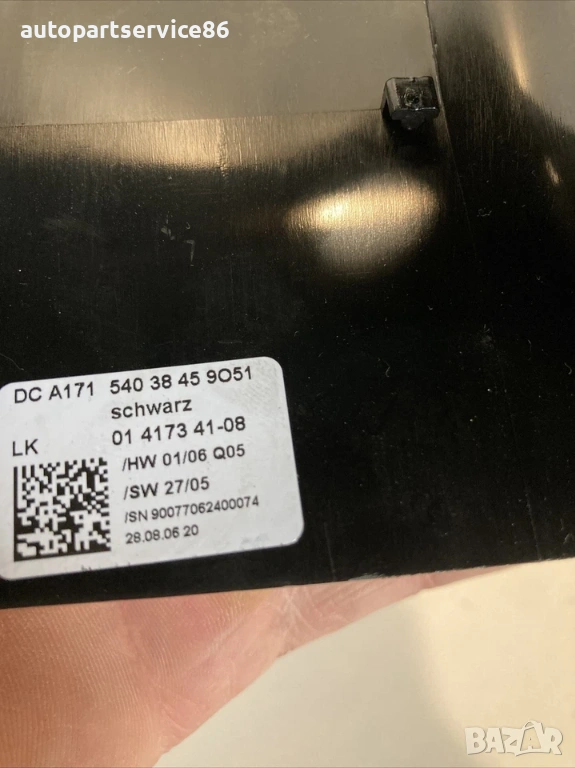 autopartservice86
DC A171 540 38 45 9O51
schwarz
LK 01 4173 41-08
/HW 01/06 Q05
/SW 27/05
/SN 90077062400074
28.08.06 20
BAZAR